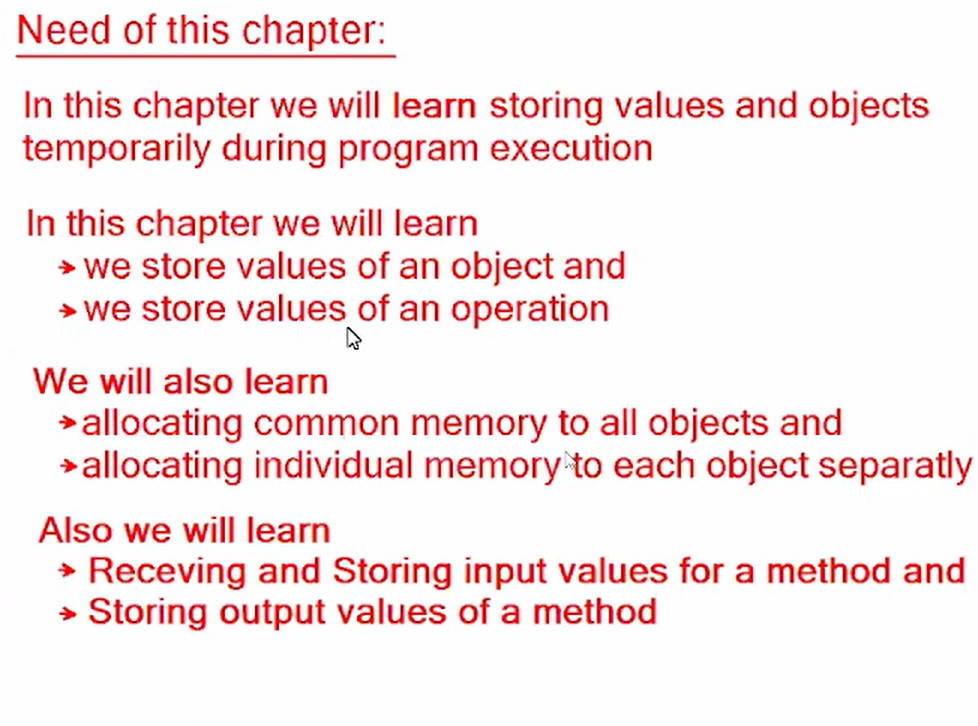 Need of this chapter:
In this chapter we will learn storing values and objects
temporarily during program execution
In this chapter we will learn
➔ we store values of an object and
➔ we store values of an operation
We will also learn
➔ allocating common memory to all objects and
➔ allocating individual memory to each object separatly
Also we will learn
➔ Receving and Storing input values for a method and
➔ Storing output values of a method